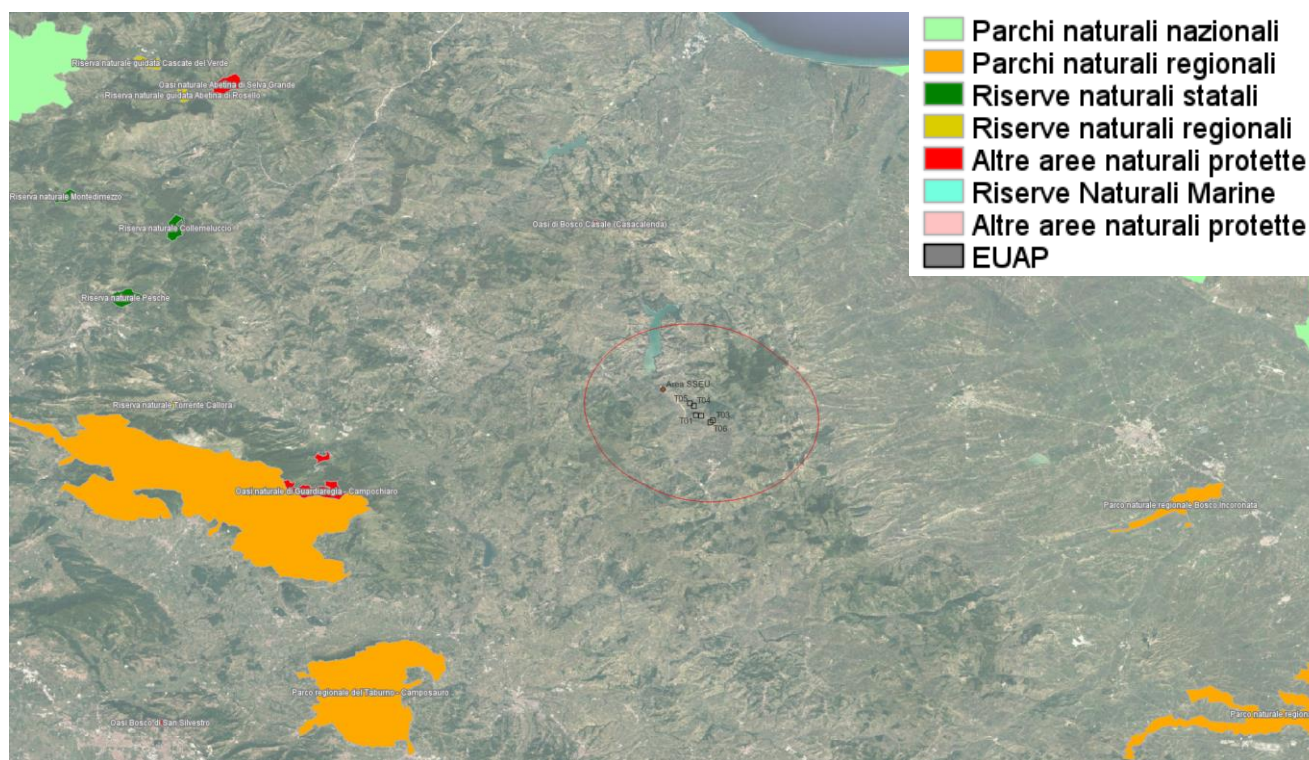 Parchi naturali nazionali
Parchi naturali regionali
Riserve naturali statali
Riserve naturali regionali
Altre aree naturali protette
Riserve Naturali Marine
Altre aree naturali protette
EUAP
Riserva naturale guidata Cascate del Verde
Oasi naturale Abetina di Selva Grande
Riserva naturale guidata Abetina di Rosello
Riserva naturale Montedimezzo
Riserva naturale Collemeluccio
Oasi di Bosco Casale (Casacalenda)
Riserva naturale Pesche
Area SSEU
T05
T04
T01
T03
T06
Riserva naturale Torrente Callora
Oasi naturale di Guardiaregia - Campochiaro
Parco naturale regionale Bosco Incoronata
Parco regionale del Taburno - Camposauro
Oasi Bosco di San Silvestro
Parco naturale region